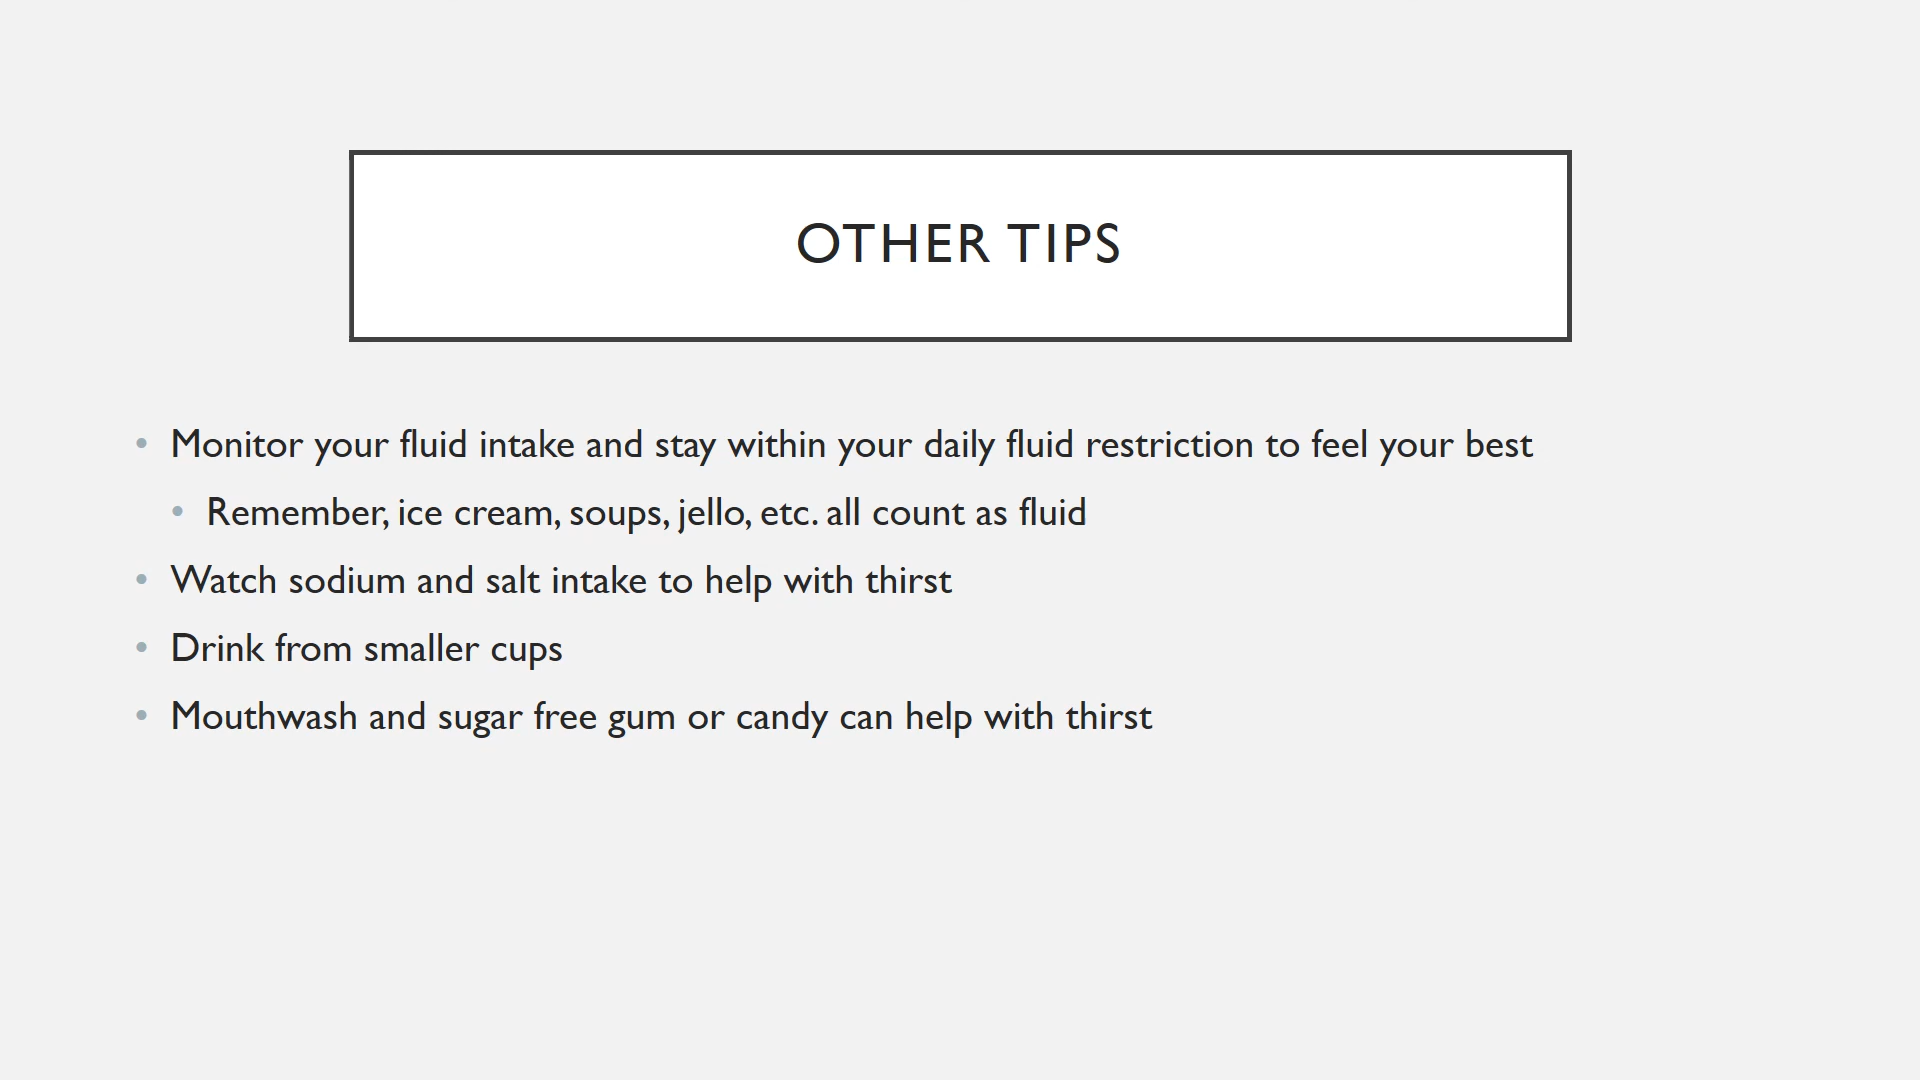 OTHER TIPS
• Monitor your fluid intake and stay within your daily fluid restriction to feel your best
• Remember, ice cream, soups, jello, etc. all count as fluid
• Watch sodium and salt intake to help with thirst
• Drink from smaller cups
• Mouthwash and sugar free gum or candy can help with thirst